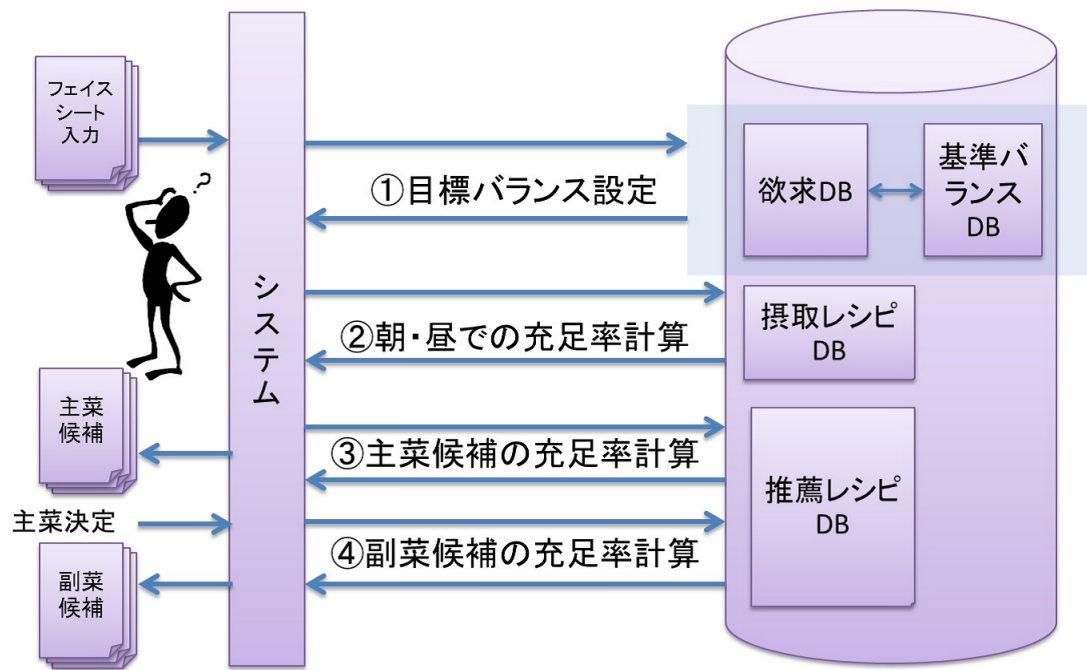 フェイス
シート
入力
?
①目標バランス設定
欲求DB
基準バ
ランス
DB
システム
②朝・昼での充足率計算
摂取レシピ
DB
主菜
候補
③主菜候補の充足率計算
推薦レシピ
DB
主菜決定
④副菜候補の充足率計算
副菜
候補